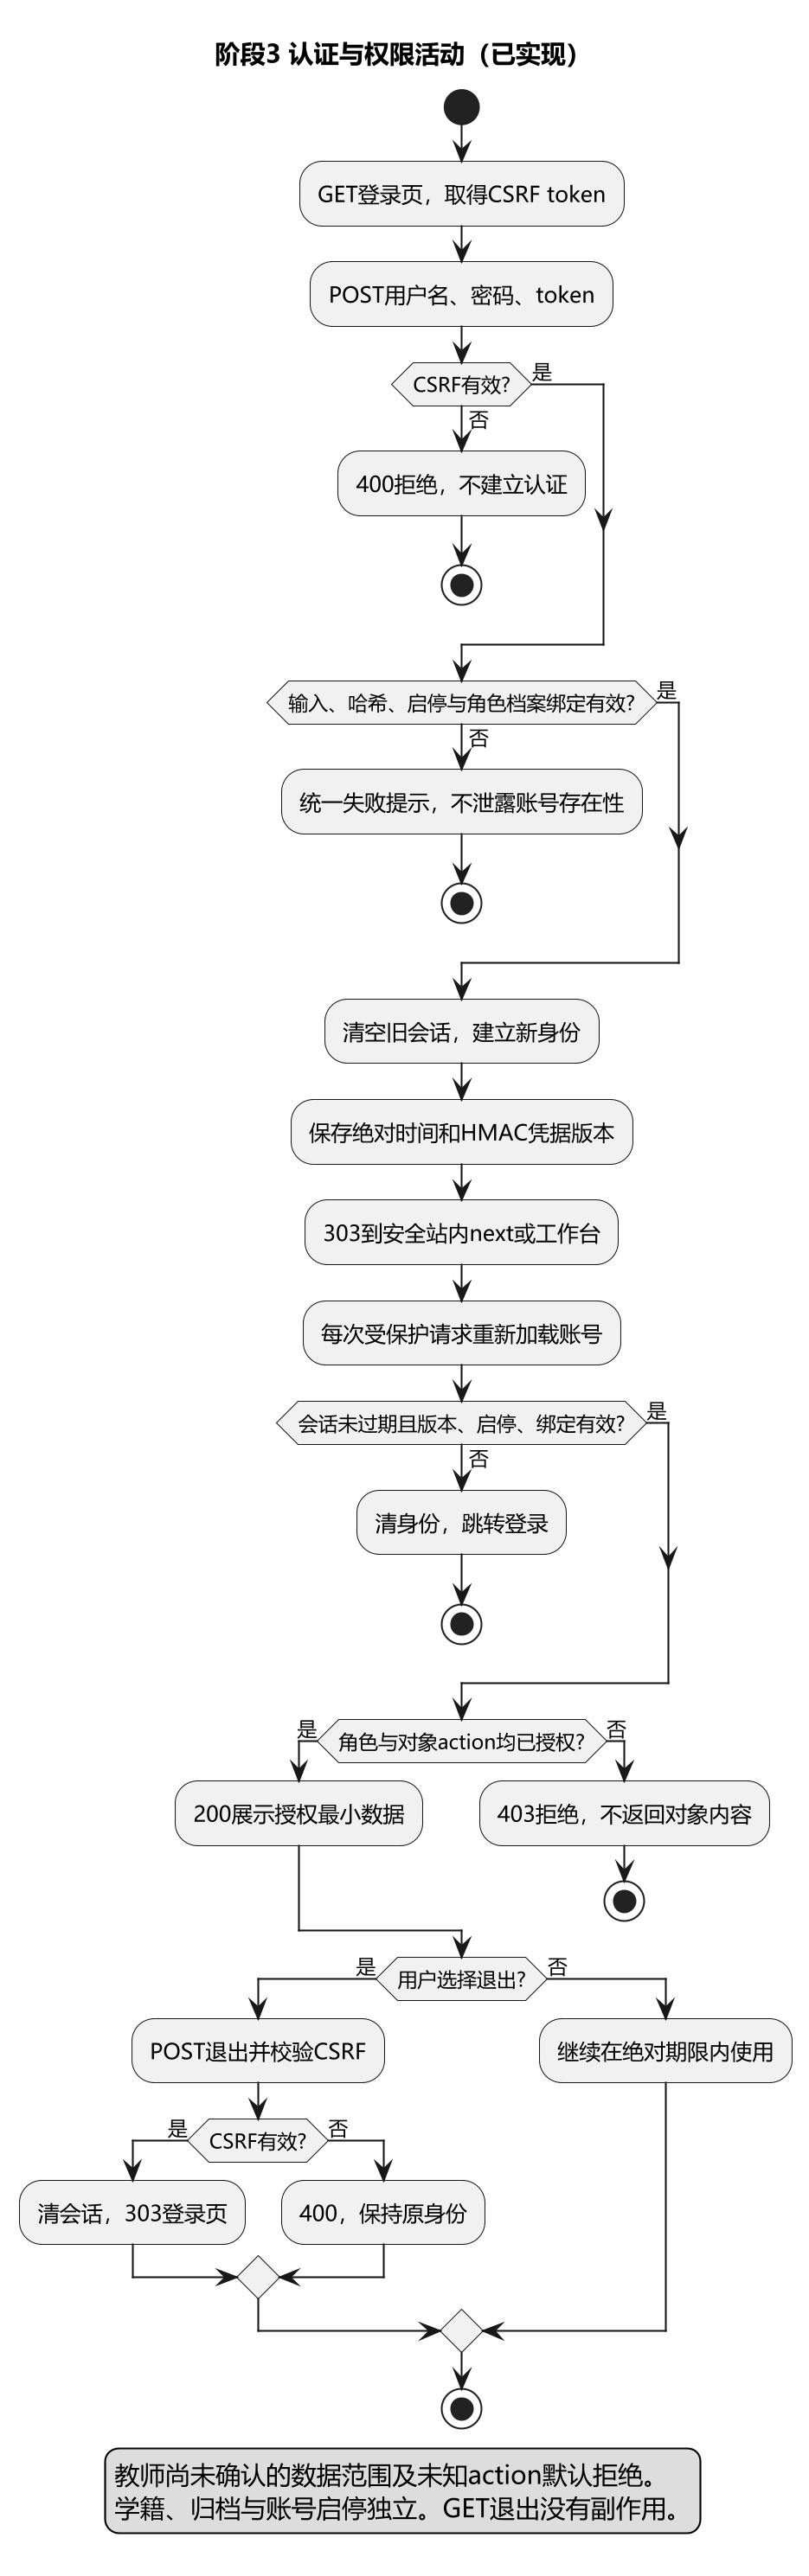 阶段3 认证与权限活动（已实现）
GET登录页，取得CSRF token
POST用户名、密码、token
CSRF有效?
是
否
400拒绝，不建立认证
输入、哈希、启停与角色档案绑定有效?
是
否
统一失败提示，不泄露账号存在性
清空旧会话，建立新身份
保存绝对时间和HMAC凭据版本
303到安全站内next或工作台
每次受保护请求重新加载账号
会话未过期且版本、启停、绑定有效?
是
否
清身份，跳转登录
是
角色与对象action均已授权?
否
200展示授权最小数据
403拒绝，不返回对象内容
是
用户选择退出?
否
POST退出并校验CSRF
继续在绝对期限内使用
是
CSRF有效?
否
清会话，303登录页
400，保持原身份
教师尚未确认的数据范围及未知action默认拒绝。
学籍、归档与账号启停独立。GET退出没有副作用。